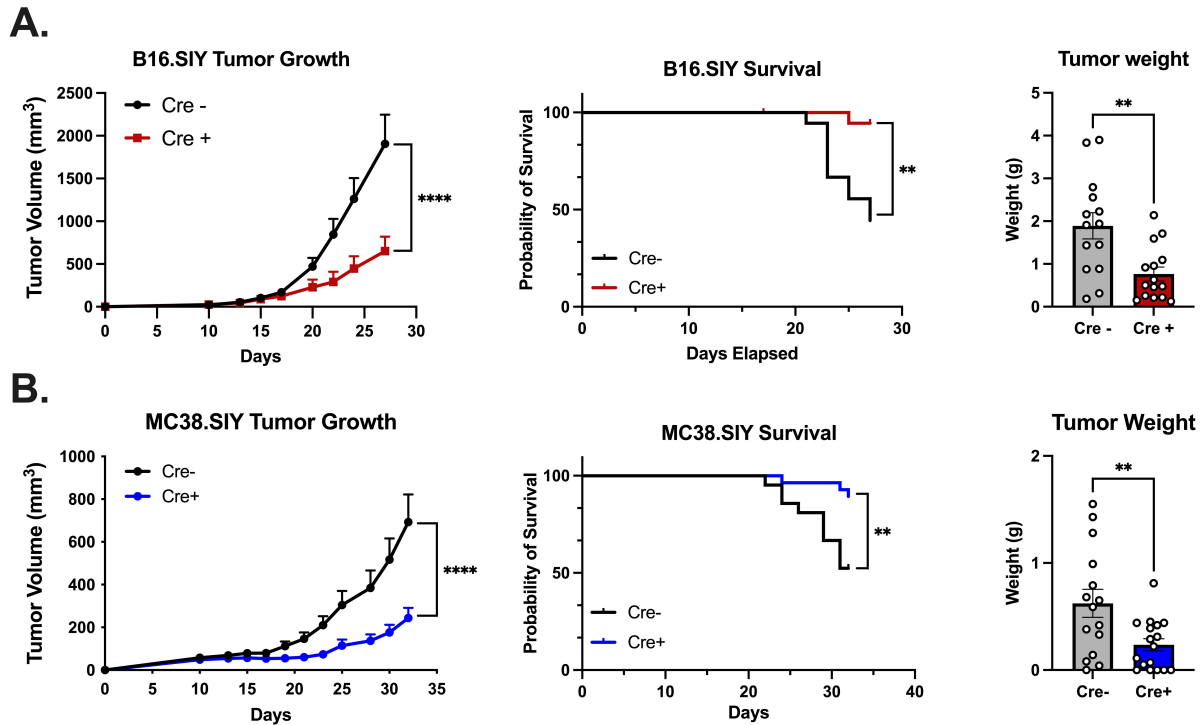 A.
B16.SIY Tumor Growth
Tumor Volume (mm³)
2500
2000
1500
1000
500
0
Cre -
Cre +
****
0 5 10 15 20 25 30
Days
B16.SIY Survival
Probability of Survival
100
50
0
Cre-
Cre+
**
0 10 20 30
Days Elapsed
Tumor weight
Weight (g)
5
4
3
2
1
0
**
Cre - Cre +
B.
MC38.SIY Tumor Growth
Tumor Volume (mm³)
1000
800
600
400
200
0
Cre-
Cre+
****
0 5 10 15 20 25 30 35
Days
MC38.SIY Survival
Probability of Survival
100
50
0
Cre-
Cre+
**
0 10 20 30 40
Days
Tumor Weight
Weight (g)
2
1
0
**
Cre- Cre+